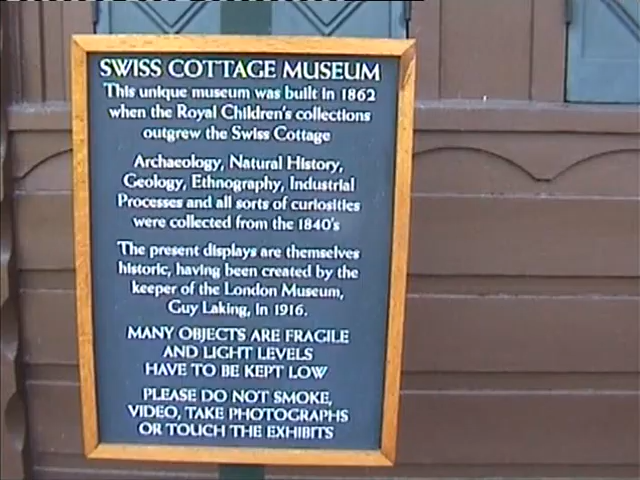 SWISS COTTAGE MUSEUM
This unique museum was built in 1862
when the Royal Children's collections
outgrew the Swiss Cottage
Archaeology, Natural History,
Geology, Ethnography, Industrial
Processes and all sorts of curiosities
were collected from the 1840's
The present displays are themselves
historic, having been created by the
keeper of the London Museum,
Guy Laking, in 1916.
MANY OBJECTS ARE FRAGILE
AND LIGHT LEVELS
HAVE TO BE KEPT LOW
PLEASE DO NOT SMOKE,
VIDEO, TAKE PHOTOGRAPHS
OR TOUCH THE EXHIBITS